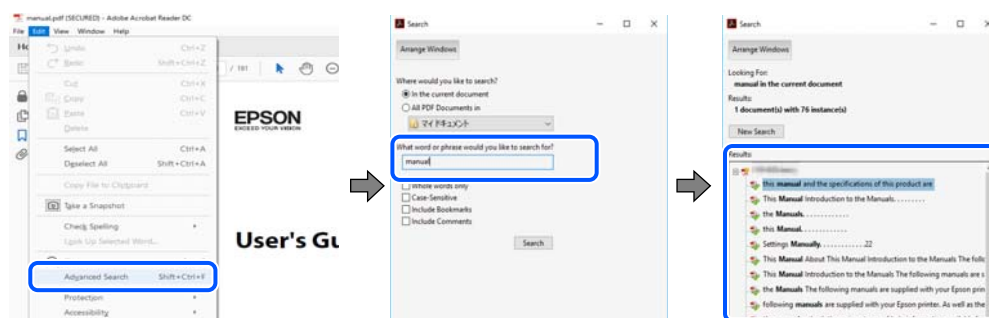 manual.pdf (SECURED) - Adobe Acrobat Reader DC
File Edit View Window Help
Undo Ctrl+Z
Redo Shift+Ctrl+Z
Cut Ctrl+X
Copy Ctrl+C
Paste Ctrl+V
Delete
Select All Ctrl+A
Deselect All Shift+Ctrl+A
Copy File to Clipboard
Take a Snapshot
Check Spelling
Look Up Selected Word...
Advanced Search Shift+Ctrl+F
Protection
Accessibility
/ 181
EPSON
EXCEED YOUR VISION
User's Gu
Search
Arrange Windows
Where would you like to search?
In the current document
All PDF Documents in
マイ ドキュメント
What word or phrase would you like to search for?
manual
Whole words only
Case-Sensitive
Include Bookmarks
Include Comments
Search
Search
Arrange Windows
Looking For:
manual in the current document
Results:
1 document(s) with 76 instance(s)
New Search
Results:
this manual and the specifications of this product are
This Manual Introduction to the Manuals. . . . . . . . .
the Manuals. . . . . . . . . . . . .
this Manual. . . . . . . . . . . . .
Settings Manually. . . . . . . . . . . . .22
This Manual About This Manual Introduction to the Manuals The follo
This Manual Introduction to the Manuals The following manuals are s
the Manuals The following manuals are supplied with your Epson prin
following manuals are supplied with your Epson printer. As well as the